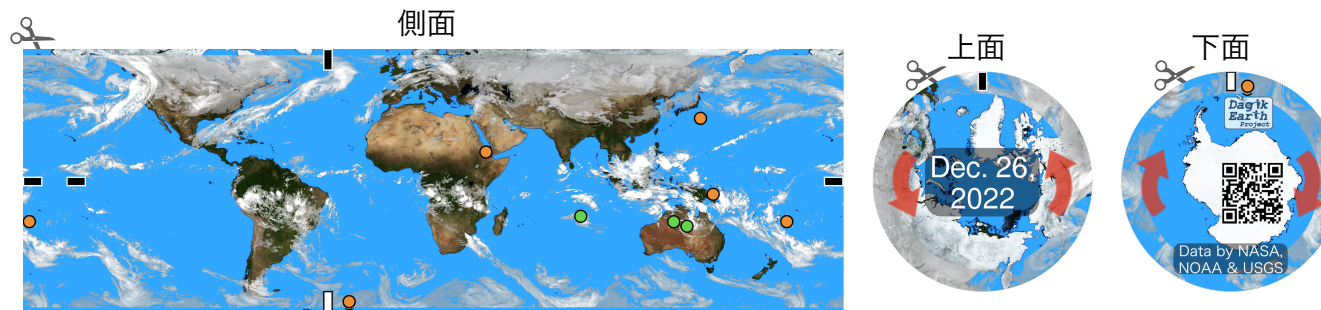 側面
上面
下面
Dec. 26,
2022
Dagik
Earth
Project
Data by NASA,
NOAA & USGS